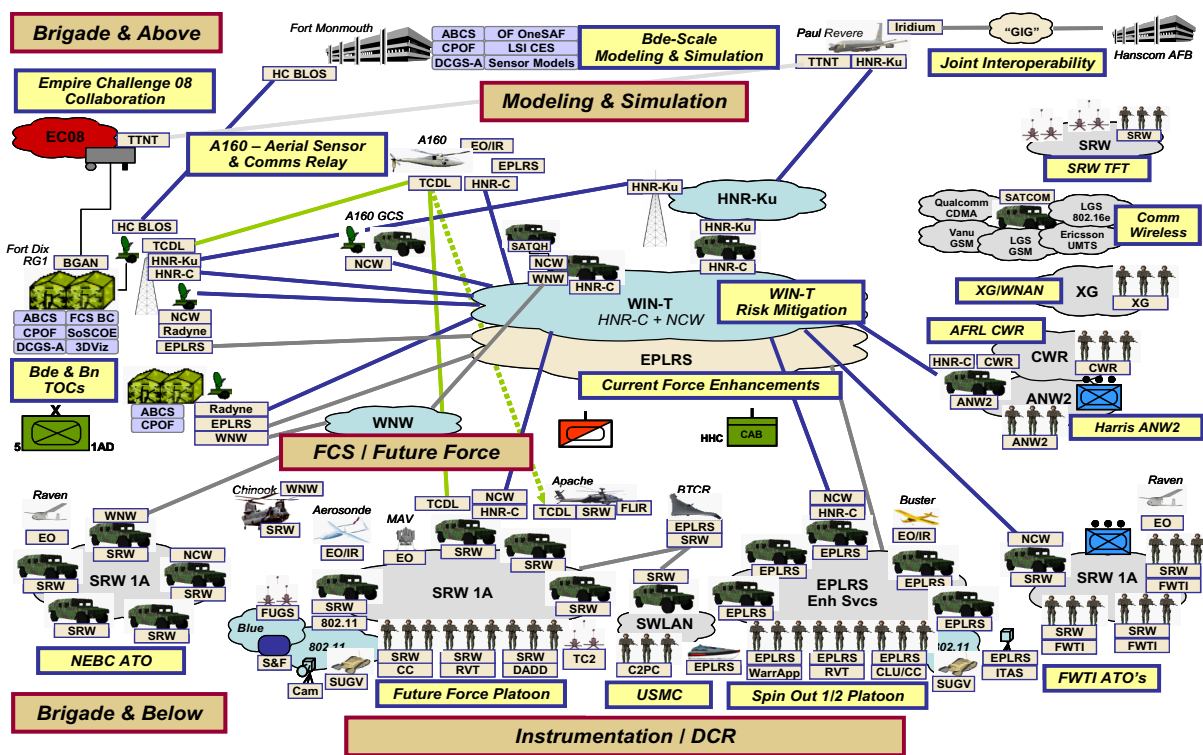 Brigade & Above
Fort Monmouth
ABCS
OF OneSAF
CPOF
LSI CES
DCGS-A
Sensor Models
Bde-Scale
Modeling & Simulation
Paul Revere
Iridium
“GIG”
Hanscom AFB
TTNT
HNR-Ku
Joint Interoperability
HC BLOS
Empire Challenge 08
Collaboration
Modeling & Simulation
EC08
TTNT
A160 – Aerial Sensor
& Comms Relay
A160
EO/IR
EPLRS
TCDL
HNR-C
SRW
SRW
SRW TFT
HNR-Ku
HNR-Ku
HNR-Ku
HNR-C
SATCOM
Qualcomm
CDMA
LGS
802.16e
Vanu
GSM
LGS
GSM
Ericsson
UMTS
Comm
Wireless
HC BLOS
Fort Dix
RG1
BGAN
TCDL
HNR-Ku
HNR-C
A160 GCS
NCW
SATQH
NCW
WNW
HNR-C
WIN-T
HNR-C + NCW
WIN-T
Risk Mitigation
XG/WNAN
XG
XG
ABCS
FCS BC
CPOF
SoSCOE
DCGS-A
3DViz
NCW
Radyne
EPLRS
EPLRS
AFRL CWR
HNR-C
CWR
CWR
CWR
ANW2
ANW2
ANW2
Harris ANW2
Bde & Bn
TOCs
X
5
1AD
ABCS
CPOF
Radyne
EPLRS
WNW
Current Force Enhancements
WNW
HHC
CAB
FCS / Future Force
Raven
EO
WNW
SRW
NCW
SRW
SRW
SRW
SRW
SRW 1A
NEBC ATO
Chinook
WNW
SRW
Aerosonde
EO/IR
MAV
EO
TCDL
NCW
HNR-C
Apache
TCDL
SRW
FLIR
BTCR
EPLRS
SRW
SRW
SRW
SRW
SRW
802.11
SRW 1A
FUGS
Blue
802.11
S&F
Cam
SUGV
SRW
CC
SRW
RVT
SRW
DADD
TC2
Future Force Platoon
SRW
SWLAN
C2PC
EPLRS
USMC
NCW
HNR-C
EPLRS
Buster
EO/IR
EPLRS
EPLRS
EPLRS
EPLRS
EPLRS
Enh Svcs
EPLRS
WarrApp
EPLRS
RVT
EPLRS
CLU/CC
802.11
SUGV
EPLRS
ITAS
Spin Out 1/2 Platoon
NCW
SRW
SRW 1A
Raven
EO
SRW
FWTI
SRW
FWTI
SRW
FWTI
FWTI ATO’s
Brigade & Below
Instrumentation / DCR